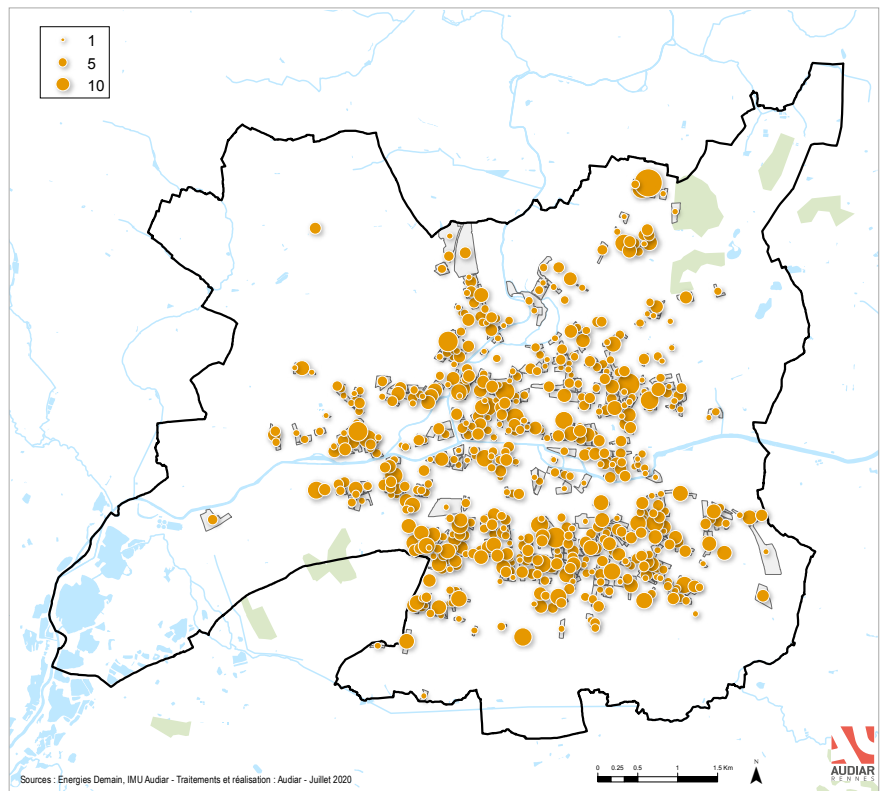 1
5
10
Sources : Energies Demain, IMU Audiar - Traitements et réalisation : Audiar - Juillet 2020
0 0.25 0.5 1 1.5 Km
N
AUDIAR
RENNES